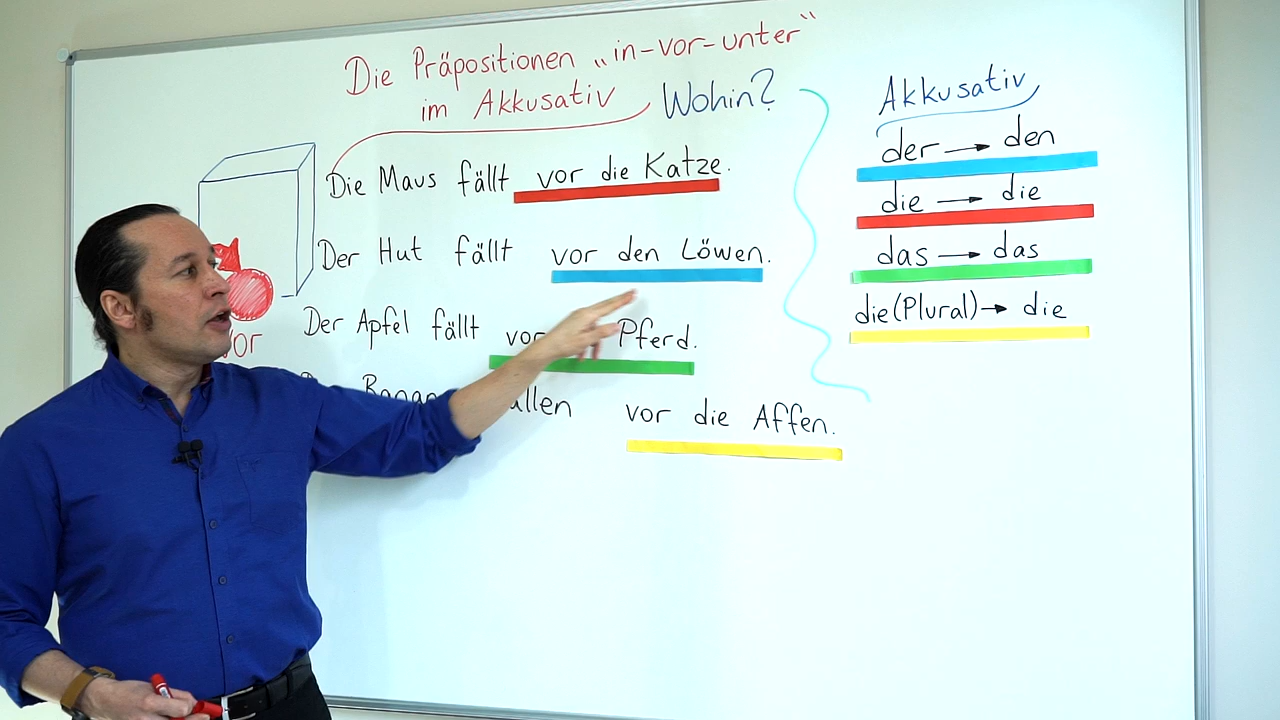 Die Präpositionen „in-vor-unter“
im Akkusativ Wohin?
Die Maus fällt vor die Katze.
Der Hut fällt vor den Löwen.
Der Apfel fällt Pferd.
vor die Affen.
Akkusativ
der → den
die → die
das → das
die (Plural) → die